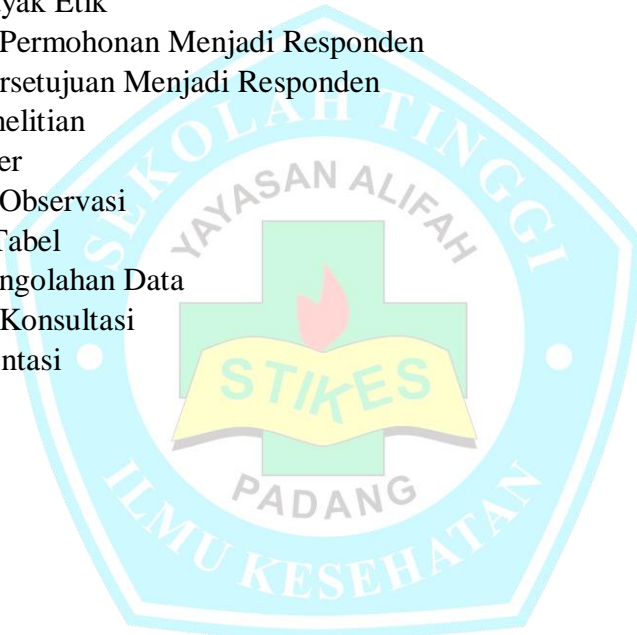 yak Etik
Permohonan Menjadi Responden
rsetujuan Menjadi Responden
nelitian
er
Observasi
Tabel
ngolahan Data
Konsultasi
ntasi
SEKOLAH TINGGI
YAYASAN ALIFAH
STIKES
PADANG
ILMU KESEHATAN